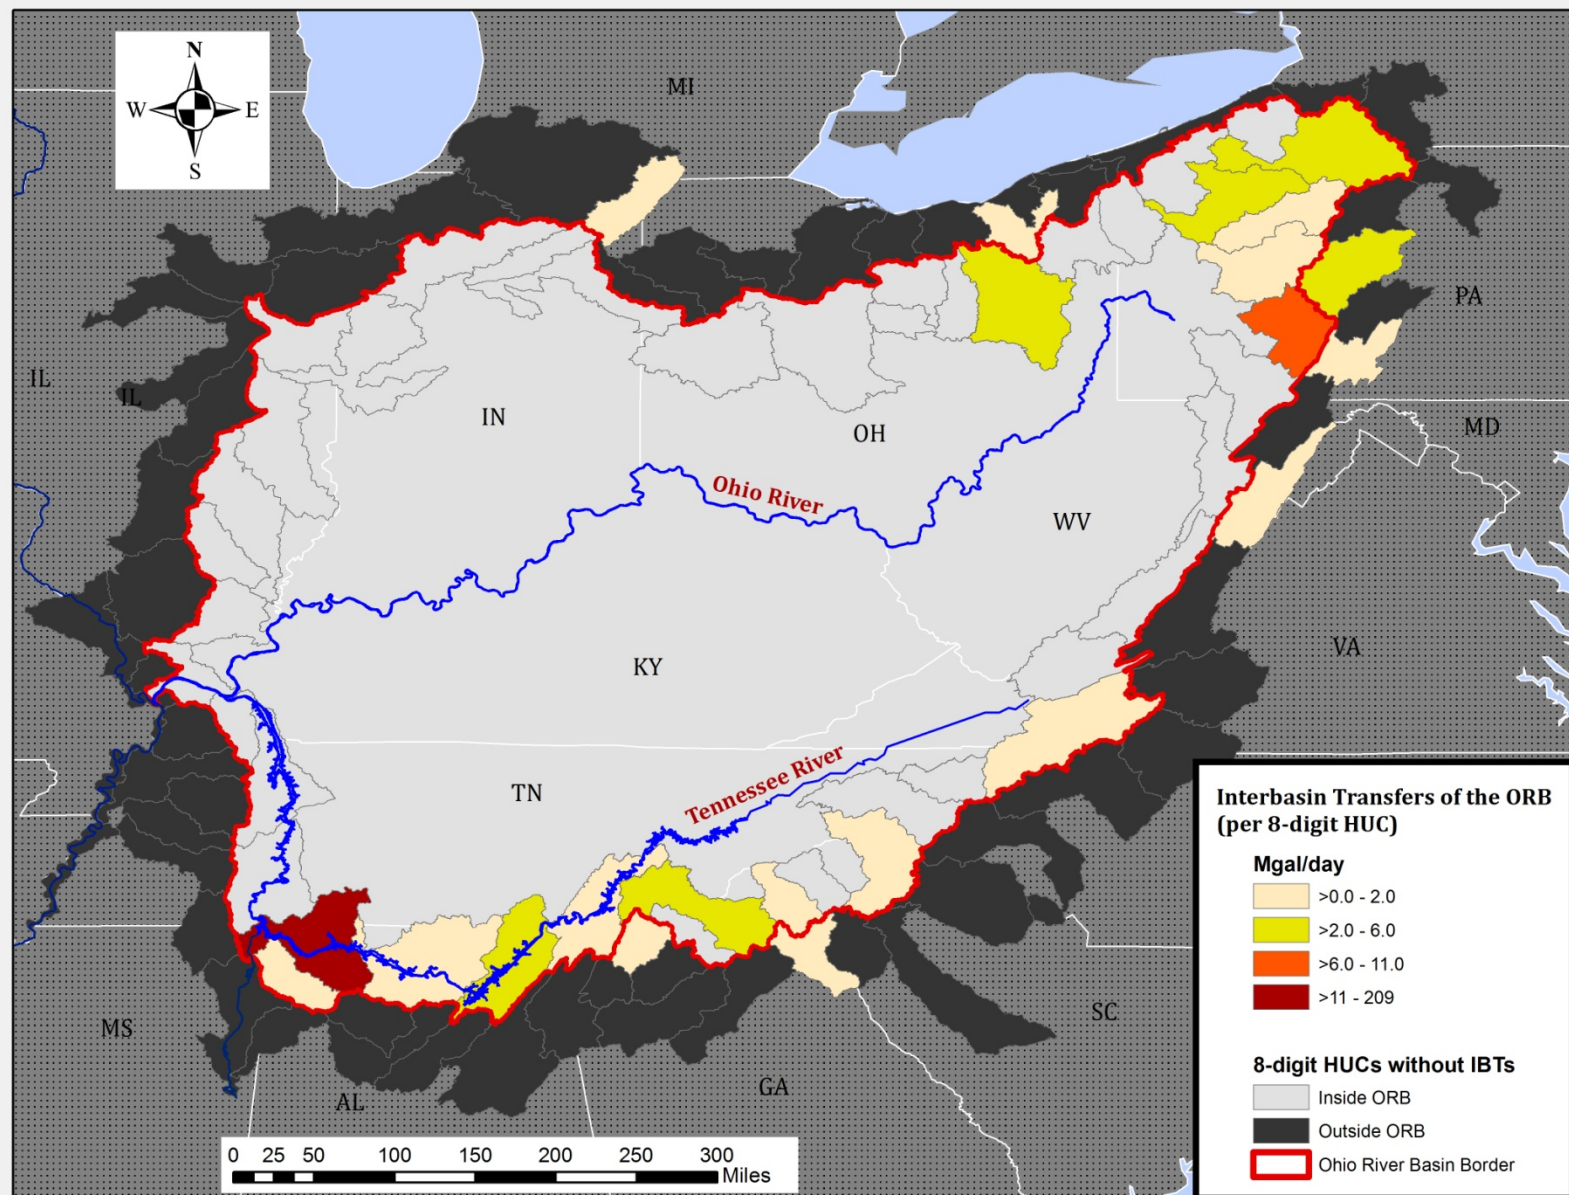 N
W E
S
MI
PA
IL
IL
IN
OH
MD
Ohio River
WV
KY
VA
TN
Tennessee River
MS
AL
GA
SC
Interbasin Transfers of the ORB
(per 8-digit HUC)
Mgal/day
>0.0 - 2.0
>2.0 - 6.0
>6.0 - 11.0
>11 - 209
8-digit HUCs without IBTs
Inside ORB
Outside ORB
Ohio River Basin Border
0 25 50 100 150 200 250 300
Miles